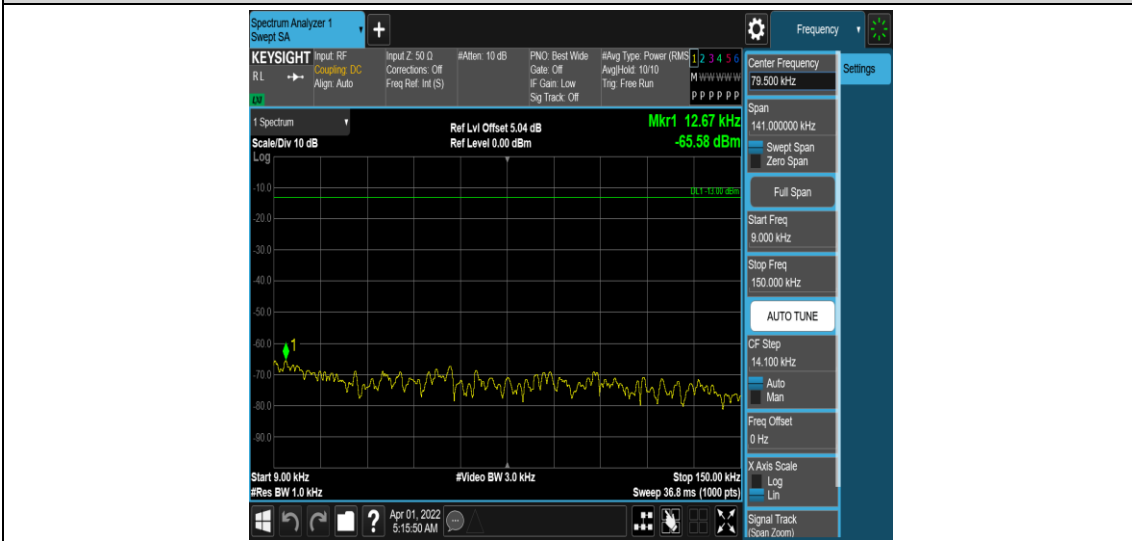 Spectrum Analyzer 1
Swept SA
+
Frequency
KEYSIGHT
RL
LXI
Input: RF
Coupling: DC
Align: Auto
Input Z: 50 Ω
Corrections: Off
Freq Ref: Int (S)
#Atten: 10 dB
PNO: Best Wide
Gate: Off
IF Gain: Low
Sig Track: Off
#Avg Type: Power (RMS
Avg|Hold: 10/10
Trig: Free Run
1 2 3 4 5 6
M W W W W W
P P P P P P
1 Spectrum
Scale/Div 10 dB
Log
Ref Lvl Offset 5.04 dB
Ref Level 0.00 dBm
Mkr1 12.67 kHz
-65.58 dBm
DL1 -13.00 dBm
-10.0
-20.0
-30.0
-40.0
-50.0
-60.0
-70.0
-80.0
-90.0
1
Start 9.00 kHz
#Res BW 1.0 kHz
#Video BW 3.0 kHz
Stop 150.00 kHz
Sweep 36.8 ms (1000 pts)
?
Apr 01, 2022
5:15:50 AM
Center Frequency
79.500 kHz
Settings
Span
141.000000 kHz
Swept Span
Zero Span
Full Span
Start Freq
9.000 kHz
Stop Freq
150.000 kHz
AUTO TUNE
CF Step
14.100 kHz
Auto
Man
Freq Offset
0 Hz
X Axis Scale
Log
Lin
Signal Track
(Span Zoom)